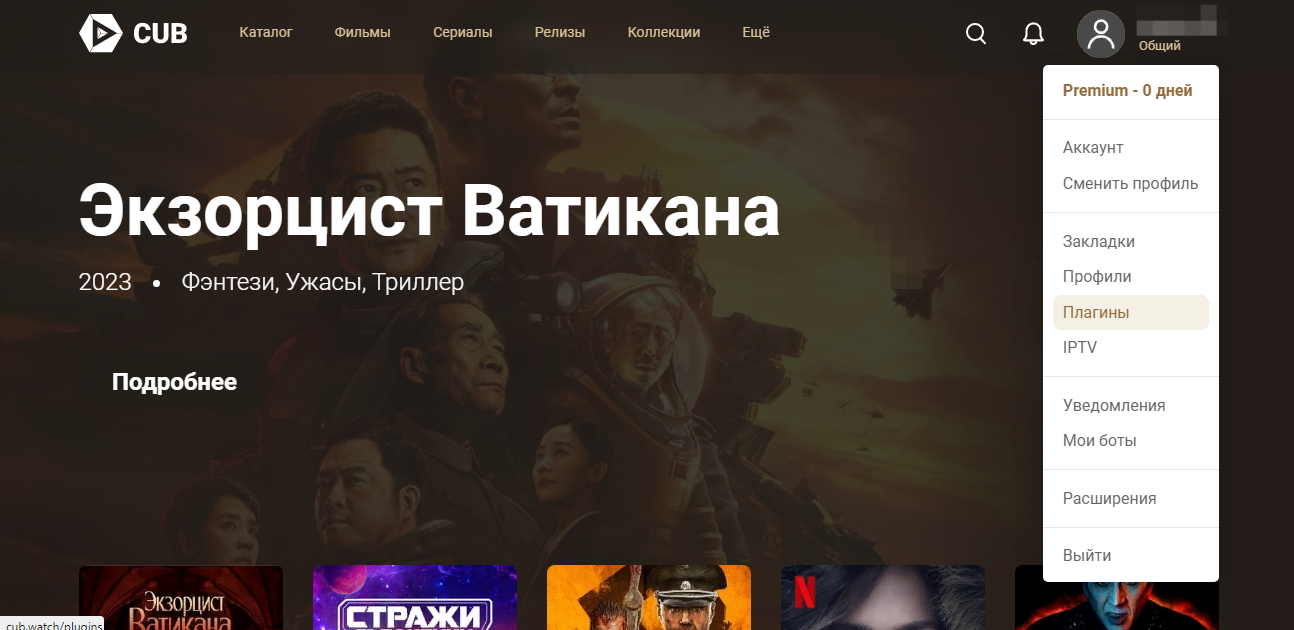 CUB
Каталог
Фильмы
Сериалы
Релизы
Коллекции
Ещё
Общий
Premium - 0 дней
Аккаунт
Сменить профиль
Закладки
Профили
Плагины
IPTV
Уведомления
Мои боты
Расширения
Выйти
Экзорцист Ватикана
2023 • Фэнтези, Ужасы, Триллер
Подробнее
Экзорцист
Ватикана
СТРАЖИ
N
cub.watch/plugins